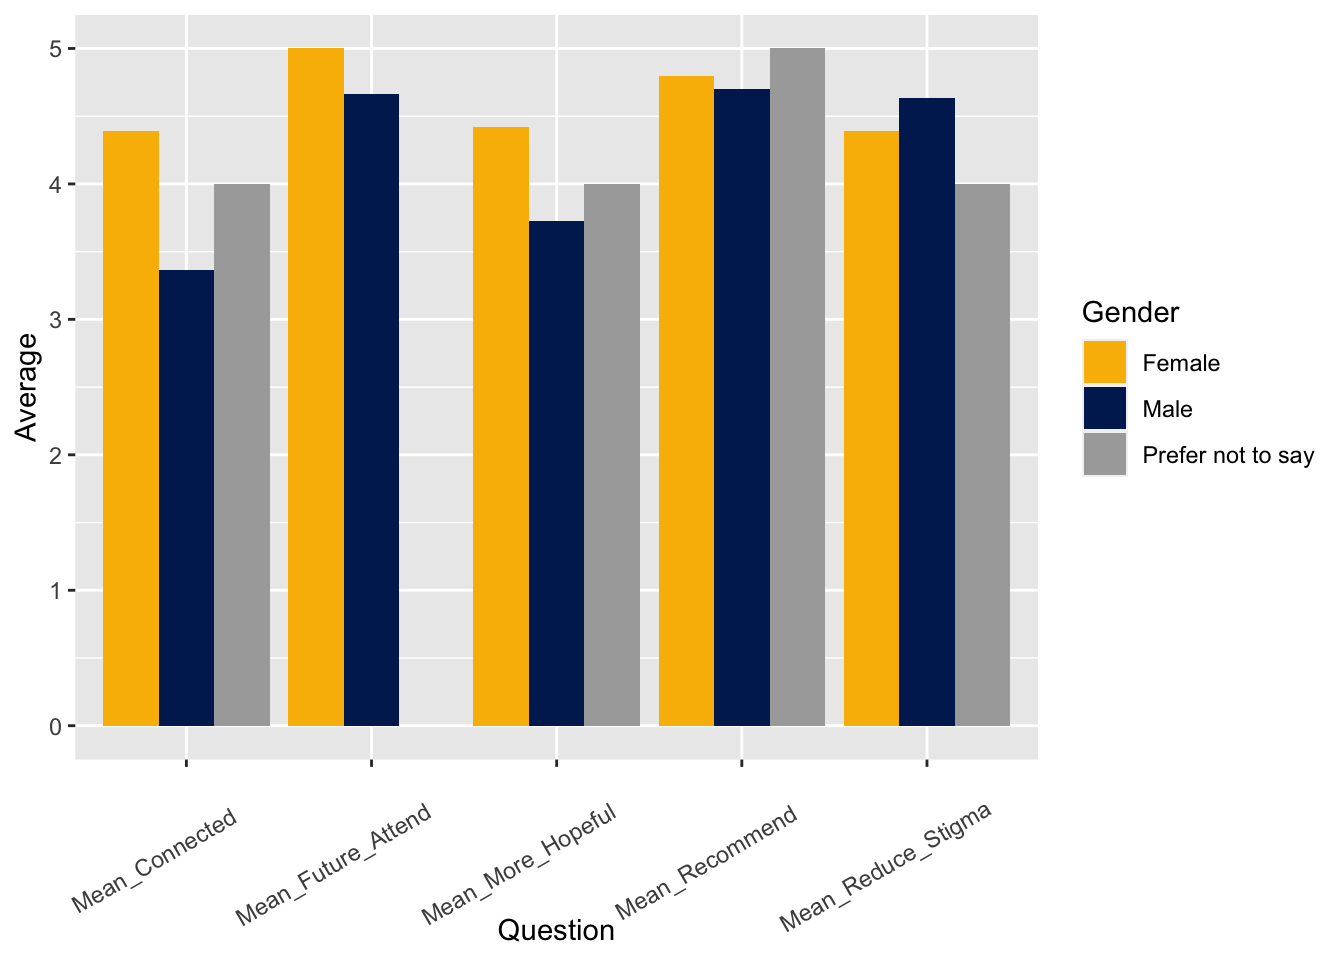 Average
5
4
3
2
1
0
Mean_Connected
Mean_Future_Attend
Mean_More_Hopeful
Mean_Recommend
Mean_Reduce_Stigma
Question
Gender
Female
Male
Prefer not to say